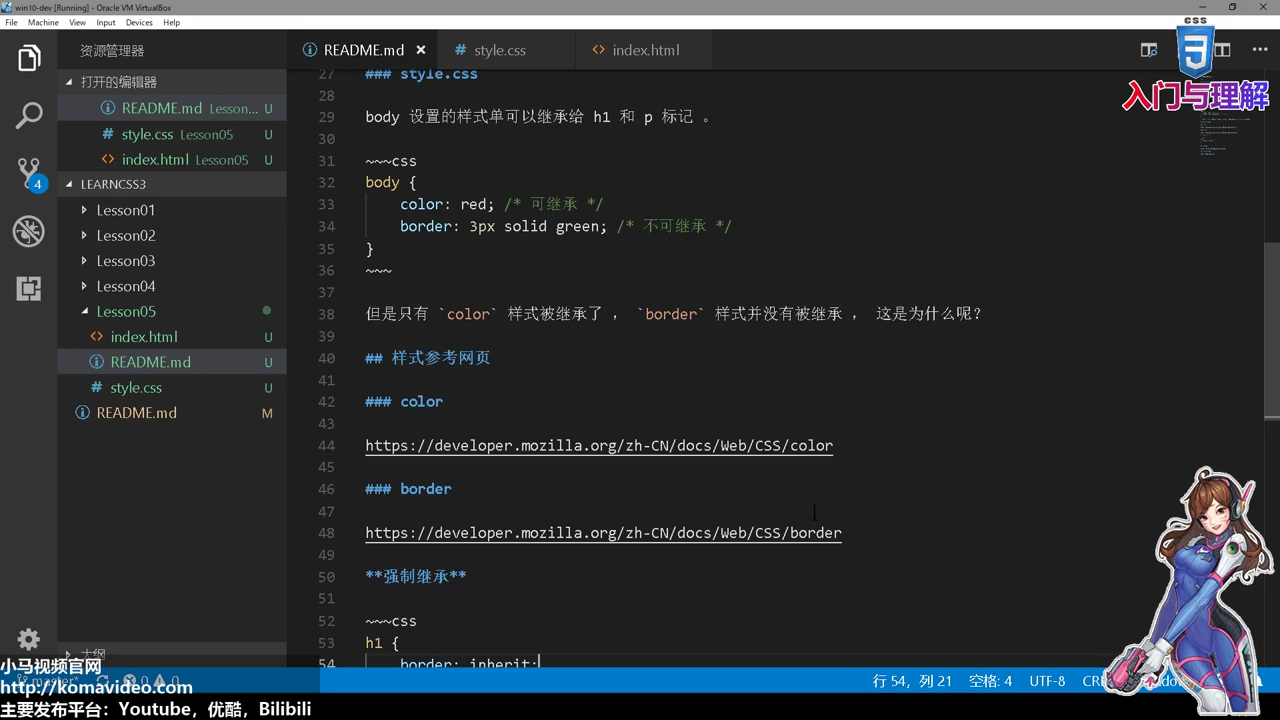 win10-dev [Running] - Oracle VM VirtualBox
File Machine View Input Devices Help
资源管理器
README.md
# style.css
<> index.html
CSS
入门与理解
打开的编辑器
README.md Lesson... U
# style.css Lesson05 U
<> index.html Lesson05 U
4
LEARNCSS3
Lesson01
Lesson02
Lesson03
Lesson04
Lesson05
<> index.html U
README.md U
# style.css U
README.md M
大纲
27 ### style.css
28
29 body 设置的样式单可以继承给 h1 和 p 标记 。
30
31 ~~~css
32 body {
33 color: red; /* 可继承 */
34 border: 3px solid green; /* 不可继承 */
35 }
36 ~~~
37
38 但是只有 `color` 样式被继承了 ， `border` 样式并没有被继承 ， 这是为什么呢?
39
40 ## 样式参考网页
41
42 ### color
43
44 https://developer.mozilla.org/zh-CN/docs/Web/CSS/color
45
46 ### border
47
48 https://developer.mozilla.org/zh-CN/docs/Web/CSS/border
49
50 **强制继承**
51
52 ~~~css
53 h1 {
54 border: inherit;
小马视频官网
http://komavideo.com
主要发布平台：Youtube，优酷，Bilibili
行 54，列 21 空格: 4 UTF-8